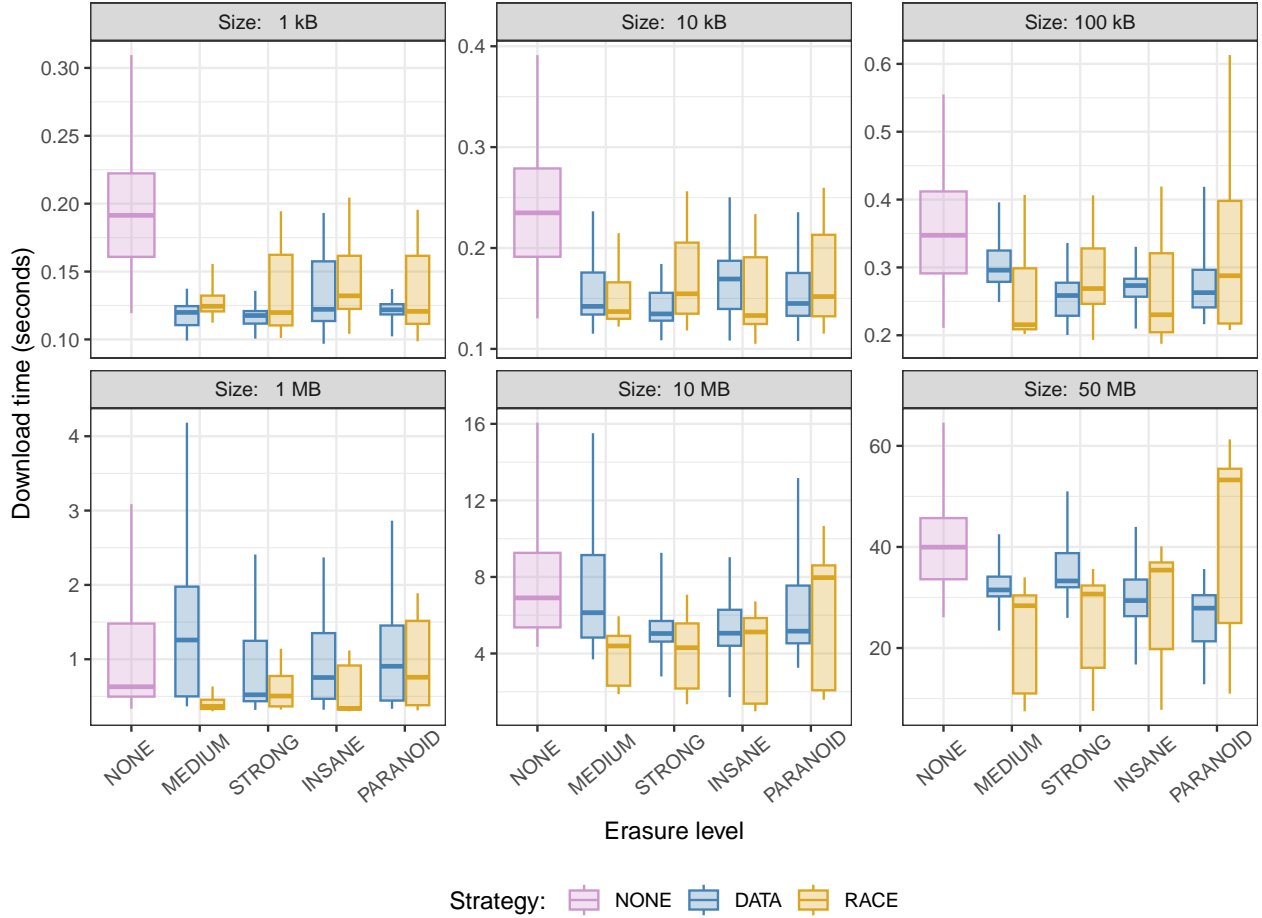 Size: 1 kB
Size: 10 kB
Size: 100 kB
0.30
0.25
0.20
0.15
0.10
0.4
0.3
0.2
0.1
0.6
0.5
0.4
0.3
0.2
Download time (seconds)
Size: 1 MB
Size: 10 MB
Size: 50 MB
4
3
2
1
16
12
8
4
60
40
20
NONE
MEDIUM
STRONG
INSANE
PARANOID
NONE
MEDIUM
STRONG
INSANE
PARANOID
NONE
MEDIUM
STRONG
INSANE
PARANOID
Erasure level
Strategy: NONE DATA RACE